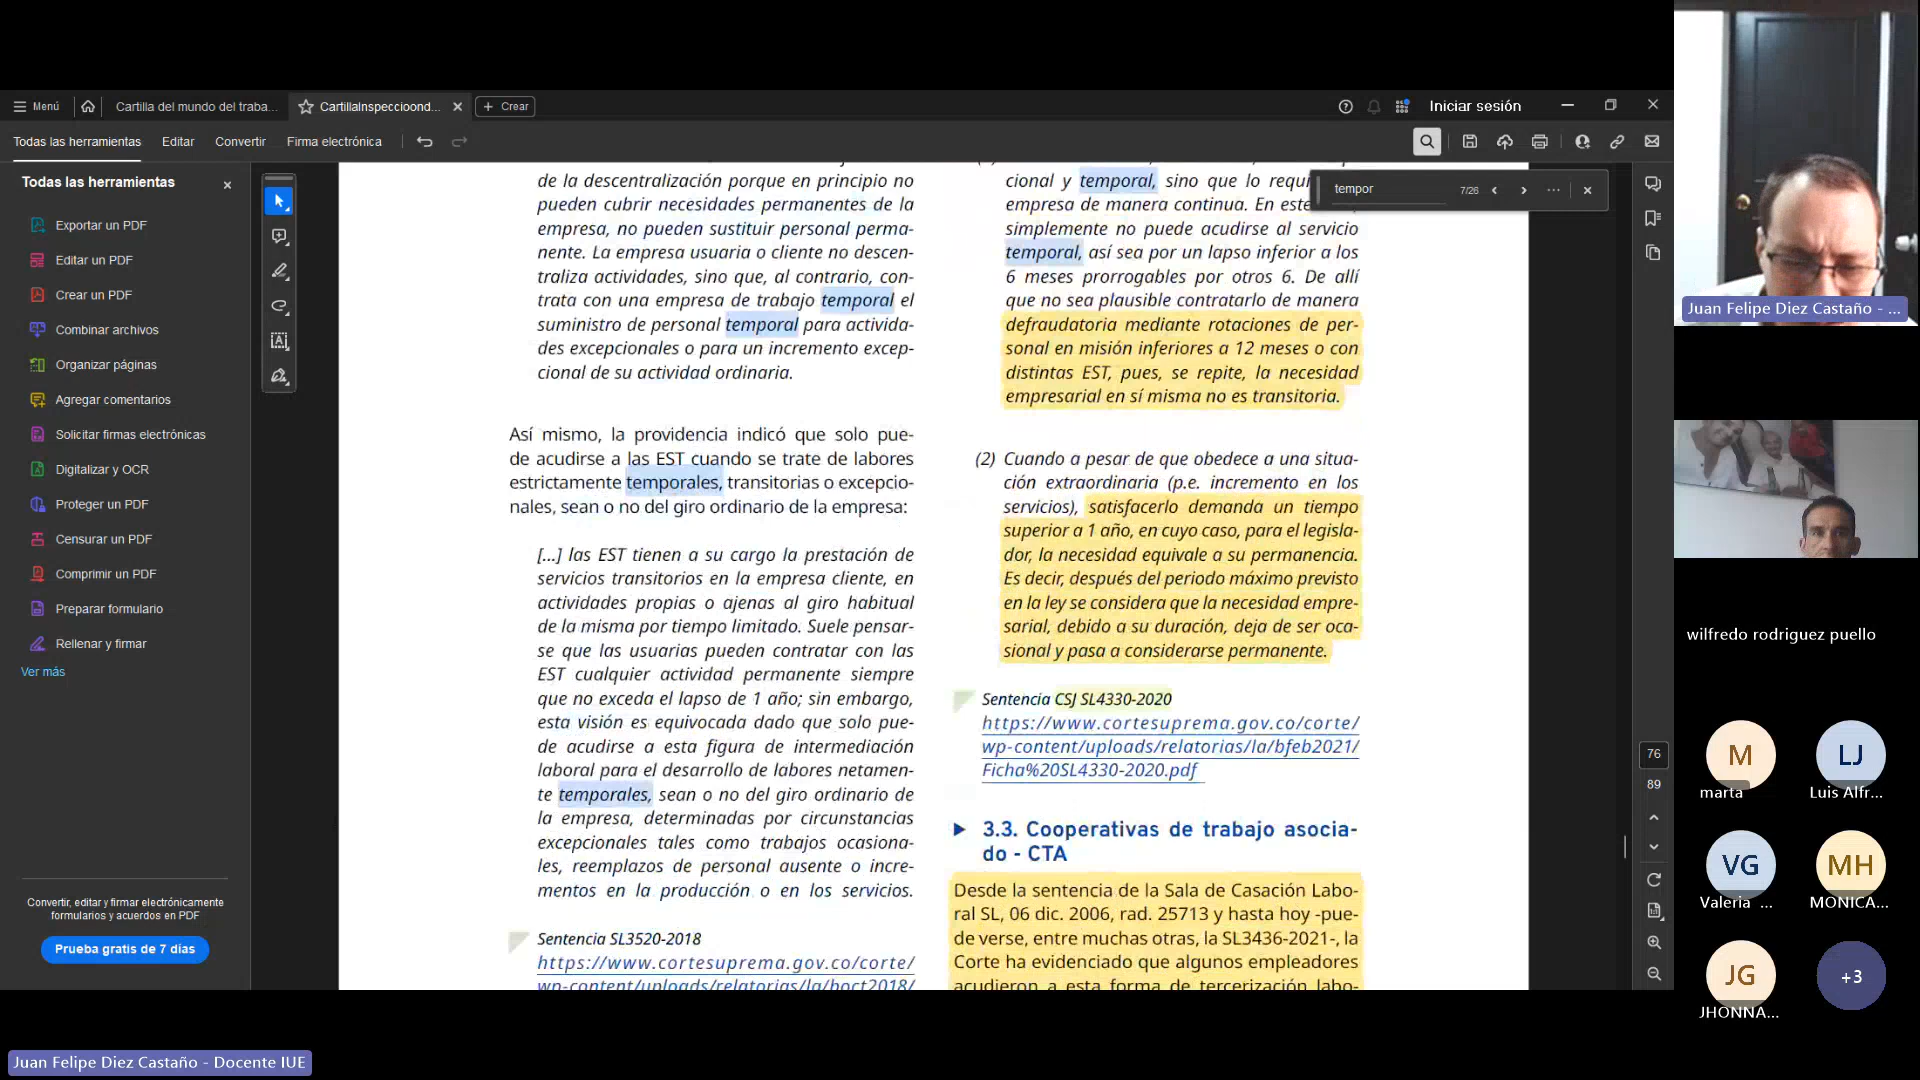 Menú
Cartilla del mundo del traba...
CartillaInspeccioond...
Crear
Iniciar sesión
Todas las herramientas
Editar
Convertir
Firma electrónica
Todas las herramientas
Exportar un PDF
Editar un PDF
Crear un PDF
Combinar archivos
Organizar páginas
Agregar comentarios
Solicitar firmas electrónicas
Digitalizar y OCR
Proteger un PDF
Censurar un PDF
Comprimir un PDF
Preparar formulario
Rellenar y firmar
Ver más
Convertir, editar y firmar electrónicamente
formularios y acuerdos en PDF
Prueba gratis de 7 días
de la descentralización porque en principio no
pueden cubrir necesidades permanentes de la
empresa, no pueden sustituir personal perma-
nente. La empresa usuaria o cliente no descen-
traliza actividades, sino que, al contrario, con-
trata con una empresa de trabajo temporal el
suministro de personal temporal para activida-
des excepcionales o para un incremento excep-
cional de su actividad ordinaria.
Así mismo, la providencia indicó que solo pue-
de acudirse a las EST cuando se trate de labores
estrictamente temporales, transitorias o excepcio-
nales, sean o no del giro ordinario de la empresa:
[...] las EST tienen a su cargo la prestación de
servicios transitorios en la empresa cliente, en
actividades propias o ajenas al giro habitual
de la misma por tiempo limitado. Suele pensar-
se que las usuarias pueden contratar con las
EST cualquier actividad permanente siempre
que no exceda el lapso de 1 año; sin embargo,
esta visión es equivocada dado que solo pue-
de acudirse a esta figura de intermediación
laboral para el desarrollo de labores netamen-
te temporales, sean o no del giro ordinario de
la empresa, determinadas por circunstancias
excepcionales tales como trabajos ocasiona-
les, reemplazos de personal ausente o incre-
mentos en la producción o en los servicios.
Sentencia SL3520-2018
https://www.cortesuprema.gov.co/corte/
wp-content/uploads/relatorias/la/boct2018/
cional y temporal, sino que lo requi
empresa de manera continua. En este
simplemente no puede acudirse al servicio
temporal, así sea por un lapso inferior a los
6 meses prorrogables por otros 6. De allí
que no sea plausible contratarlo de manera
defraudatoria mediante rotaciones de per-
sonal en misión inferiores a 12 meses o con
distintas EST, pues, se repite, la necesidad
empresarial en sí misma no es transitoria.
(2) Cuando a pesar de que obedece a una situa-
ción extraordinaria (p.e. incremento en los
servicios), satisfacerlo demanda un tiempo
superior a 1 año, en cuyo caso, para el legisla-
dor, la necesidad equivale a su permanencia.
Es decir, después del periodo máximo previsto
en la ley se considera que la necesidad empre-
sarial, debido a su duración, deja de ser oca-
sional y pasa a considerarse permanente.
Sentencia CSJ SL4330-2020
https://www.cortesuprema.gov.co/corte/
wp-content/uploads/relatorias/la/bfeb2021/
Ficha%20SL4330-2020.pdf
3.3. Cooperativas de trabajo asocia-
do - CTA
Desde la sentencia de la Sala de Casación Labo-
ral SL, 06 dic. 2006, rad. 25713 y hasta hoy -pue-
de verse, entre muchas otras, la SL3436-2021-, la
Corte ha evidenciado que algunos empleadores
acudieron a esta forma de tercerización labo-
tempor
7/26
76
89
Juan Felipe Diez Castaño - ...
wilfredo rodriguez puello
M
marta
LJ
Luis Alfr...
VG
Valeria ...
MH
MONICA...
JG
JHONNA...
+3
Juan Felipe Diez Castaño - Docente IUE